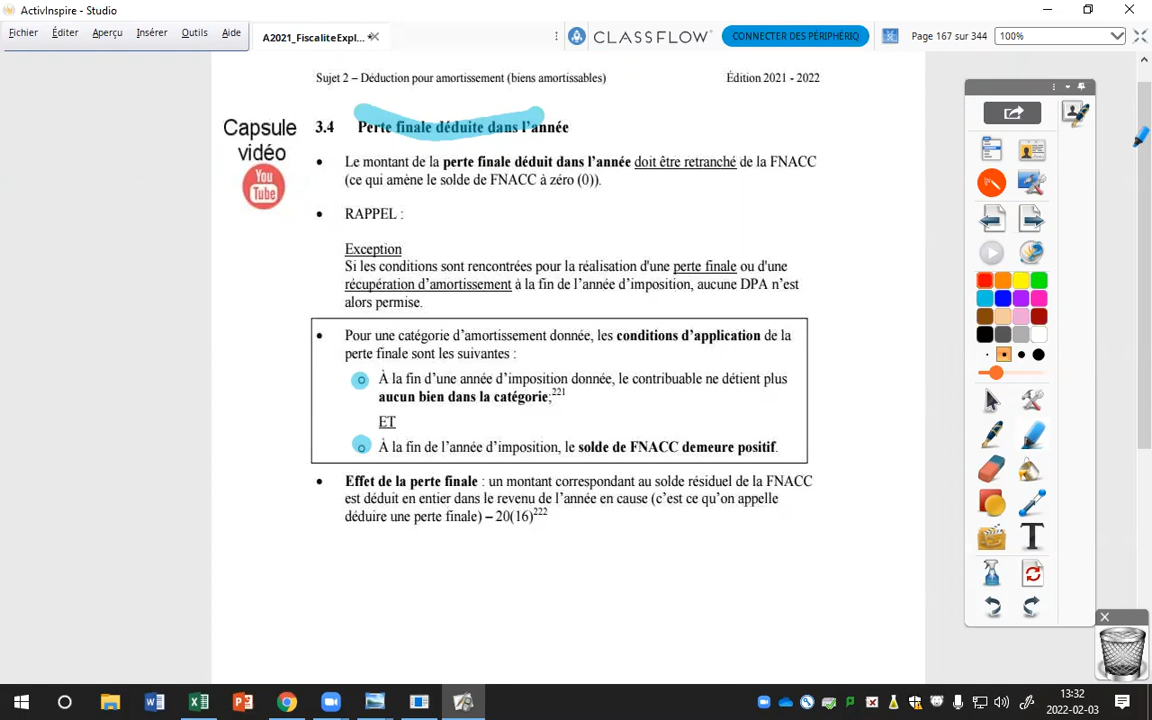 ActivInspire - Studio
Fichier Éditer Aperçu Insérer Outils Aide
A2021_FiscaliteExpl...
CLASSFLOW
CONNECTER DES PÉRIPHÉRIQ
Page 167 sur 344
100%
Sujet 2 – Déduction pour amortissement (biens amortissables) Édition 2021 - 2022
Capsule
vidéo
You
Tube
3.4 Perte finale déduite dans l'année
• Le montant de la perte finale déduit dans l'année doit être retranché de la FNACC
(ce qui amène le solde de FNACC à zéro (0)).
• RAPPEL :
Exception
Si les conditions sont rencontrées pour la réalisation d'une perte finale ou d'une
récupération d'amortissement à la fin de l'année d'imposition, aucune DPA n'est
alors permise.
• Pour une catégorie d'amortissement donnée, les conditions d'application de la
perte finale sont les suivantes :
o À la fin d'une année d'imposition donnée, le contribuable ne détient plus
aucun bien dans la catégorie;221
ET
o À la fin de l'année d'imposition, le solde de FNACC demeure positif.
• Effet de la perte finale : un montant correspondant au solde résiduel de la FNACC
est déduit en entier dans le revenu de l'année en cause (c'est ce qu'on appelle
déduire une perte finale) – 20(16)222
T
13:32
2022-02-03